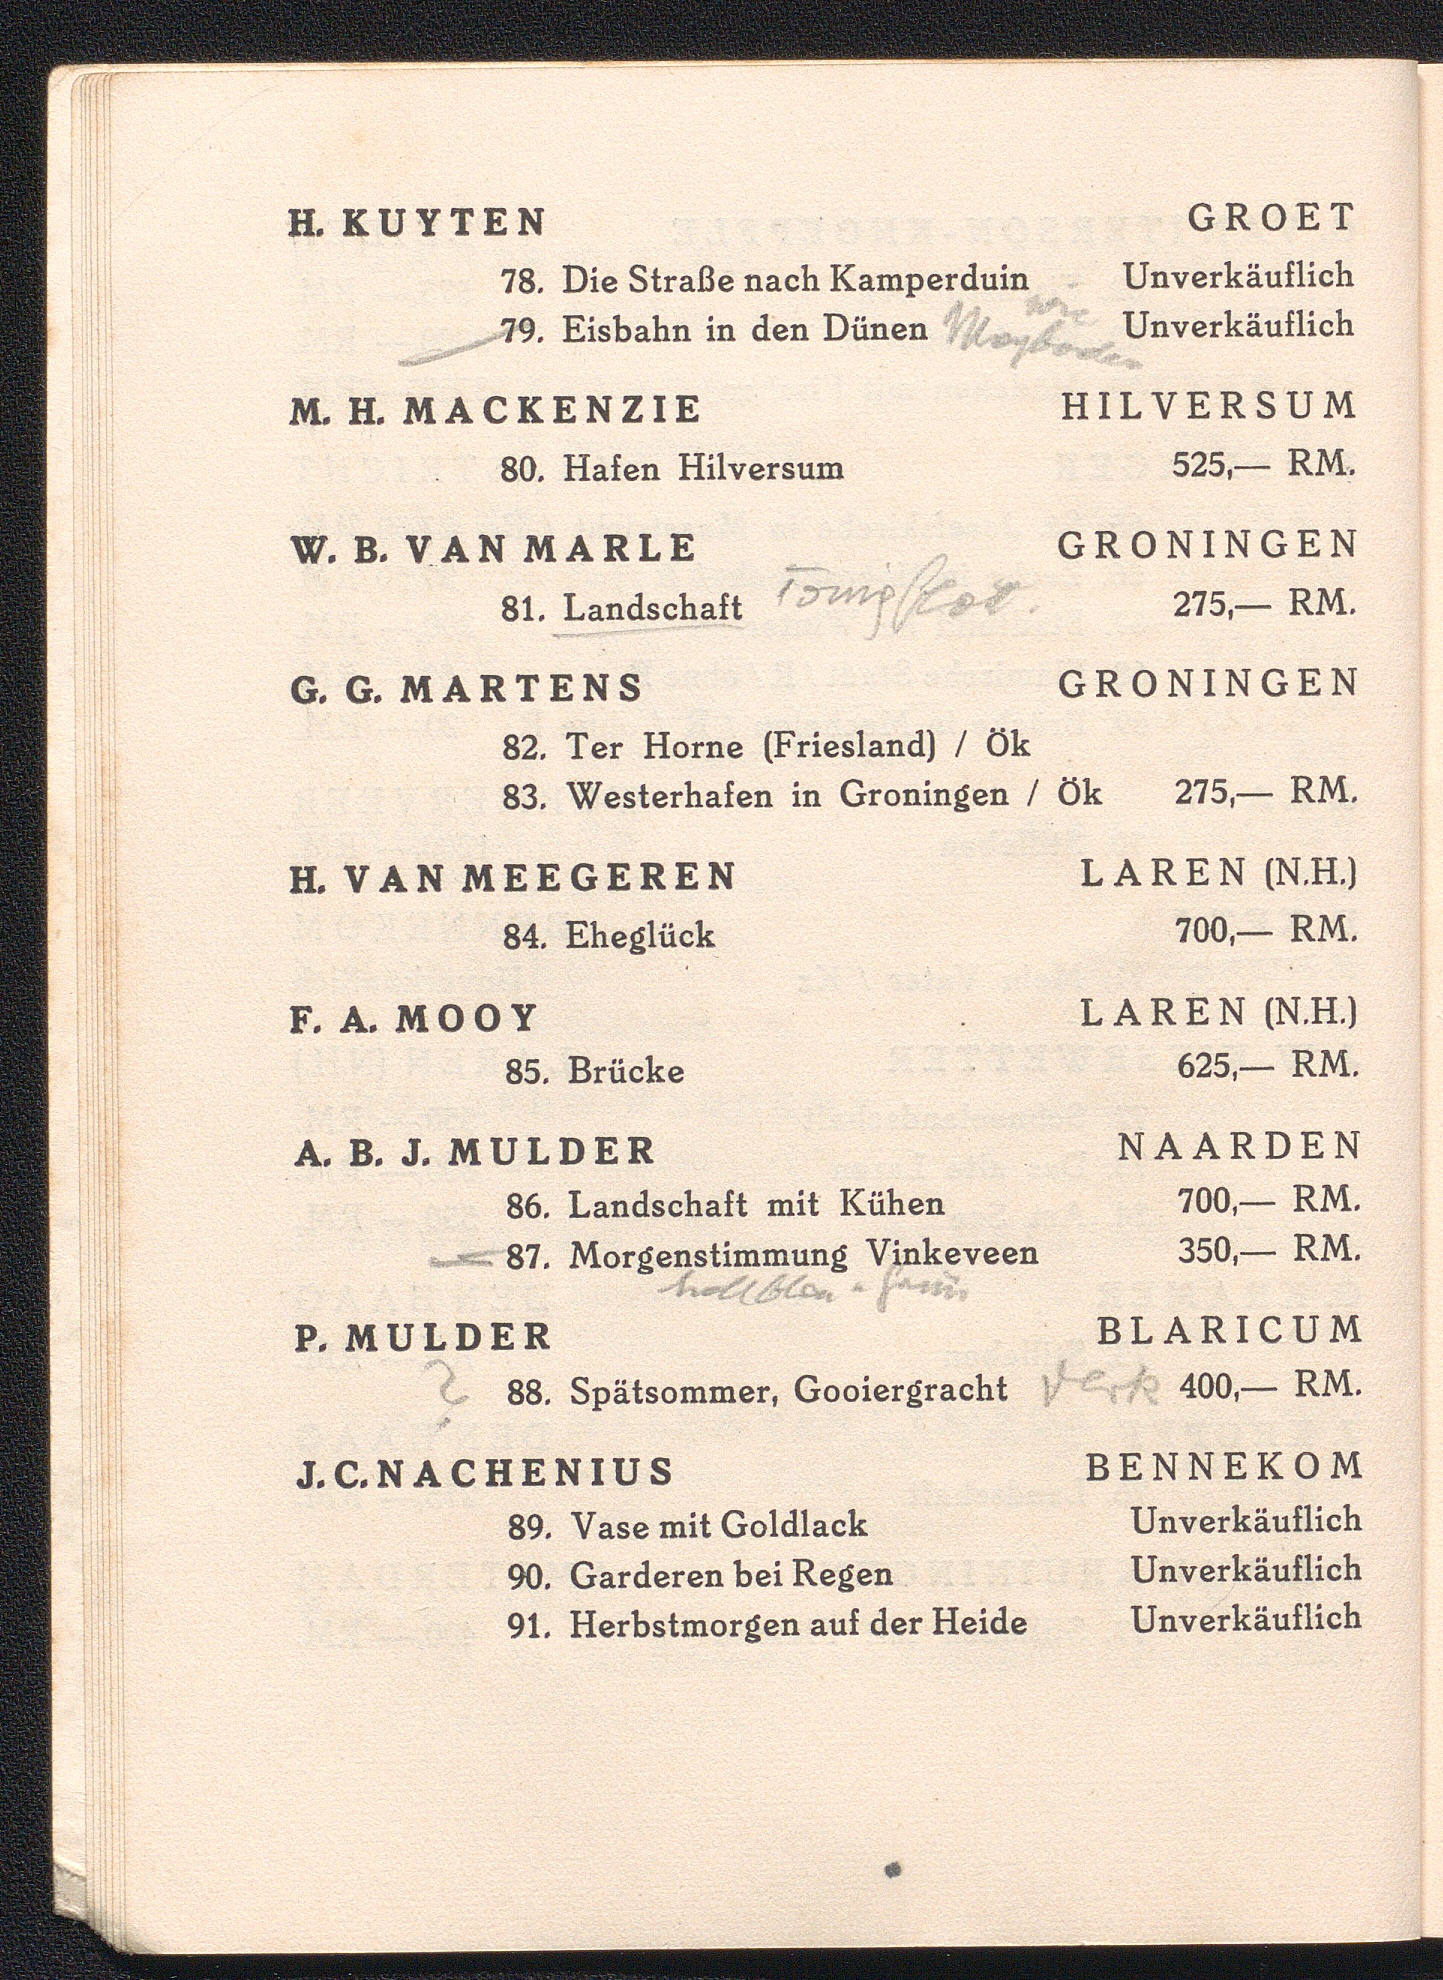 H. KUYTEN GROET
78. Die Straße nach Kamperduin Unverkäuflich
wie
79. Eisbahn in den Dünen Unverkäuflich
M. H. MACKENZIE HILVERSUM
80. Hafen Hilversum 525,— RM.
W. B. VAN MARLE GRONINGEN
81. Landschaft 275,— RM.
G. G. MARTENS GRONINGEN
82. Ter Horne (Friesland) / Ök
83. Westerhafen in Groningen / Ök 275,— RM.
H. VAN MEEGEREN LAREN (N.H.)
84. Eheglück 700,— RM.
F. A. MOOY LAREN (N.H.)
85. Brücke 625,— RM.
A. B. J. MULDER NAARDEN
86. Landschaft mit Kühen 700,— RM.
87. Morgenstimmung Vinkeveen 350,— RM.
P. MULDER BLARICUM
? 88. Spätsommer, Gooiergracht 400,— RM.
J. C. NACHENIUS BENNEKOM
89. Vase mit Goldlack Unverkäuflich
90. Garderen bei Regen Unverkäuflich
91. Herbstmorgen auf der Heide Unverkäuflich